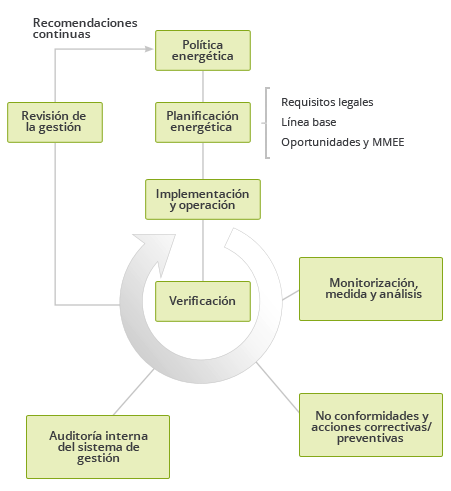 Recomendaciones
continuas
Política
energética
Revisión de
la gestión
Planificación
energética
Requisitos legales
Línea base
Oportunidades y MMEE
Implementación
y operación
Verificación
Monitorización,
medida y análisis
No conformidades y
acciones correctivas/
preventivas
Auditoría interna
del sistema de
gestión